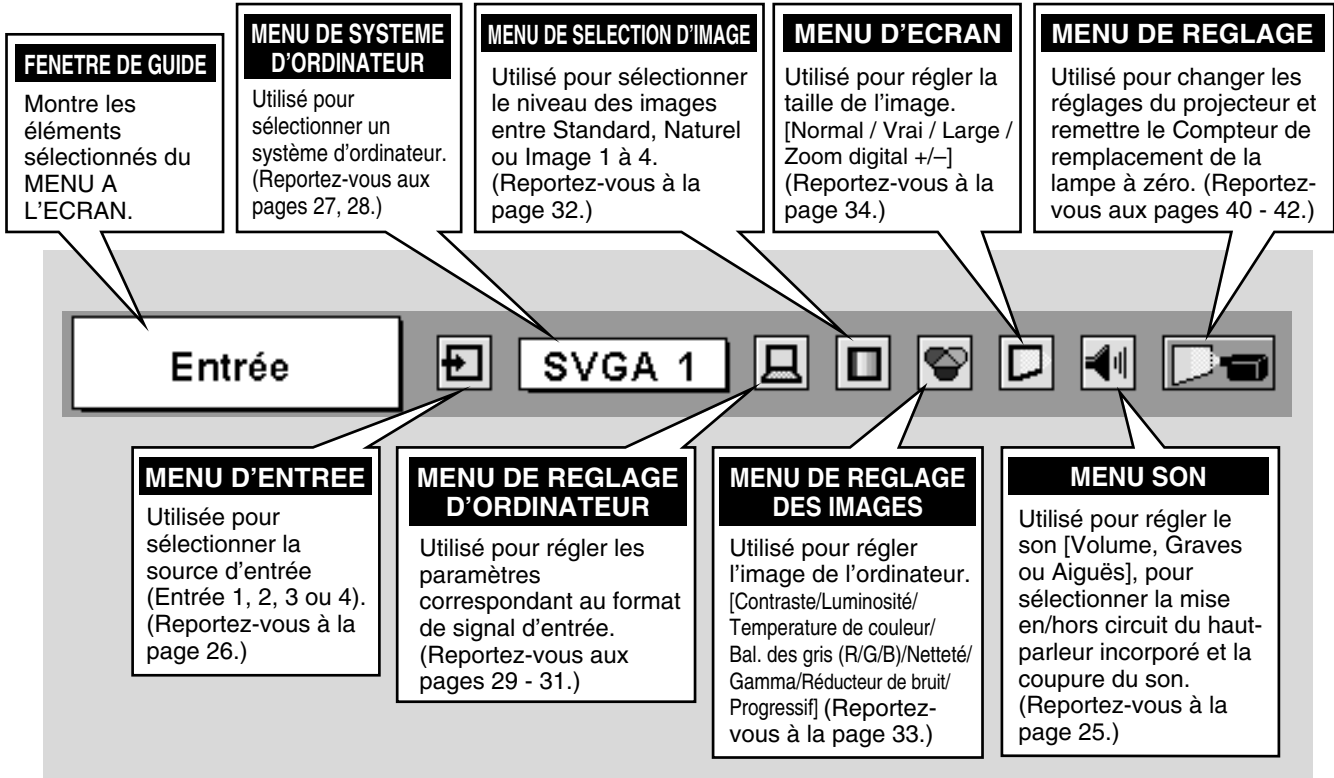 FENETRE DE GUIDE
Montre les
éléments
sélectionnés du
MENU A
L'ECRAN.
MENU DE SYSTEME
D'ORDINATEUR
Utilisé pour
sélectionner un
système d'ordinateur.
(Reportez-vous aux
pages 27, 28.)
MENU DE SELECTION D'IMAGE
Utilisé pour sélectionner
le niveau des images
entre Standard, Naturel
ou Image 1 à 4.
(Reportez-vous à la
page 32.)
MENU D'ECRAN
Utilisé pour régler la
taille de l'image.
[Normal / Vrai / Large /
Zoom digital +/–]
(Reportez-vous à la
page 34.)
MENU DE REGLAGE
Utilisé pour changer les
réglages du projecteur et
remettre le Compteur de
remplacement de la
lampe à zéro. (Reportez-
vous aux pages 40 - 42.)
Entrée
SVGA 1
MENU D'ENTREE
Utilisée pour
sélectionner la
source d'entrée
(Entrée 1, 2, 3 ou 4).
(Reportez-vous à la
page 26.)
MENU DE REGLAGE
D'ORDINATEUR
Utilisé pour régler les
paramètres
correspondant au format
de signal d'entrée.
(Reportez-vous aux
pages 29 - 31.)
MENU DE REGLAGE
DES IMAGES
Utilisé pour régler
l'image de l'ordinateur.
[Contraste/Luminosité/
Temperature de couleur/
Bal. des gris (R/G/B)/Netteté/
Gamma/Réducteur de bruit/
Progressif] (Reportez-
vous à la page 33.)
MENU SON
Utilisé pour régler le
son [Volume, Graves
ou Aiguës], pour
sélectionner la mise
en/hors circuit du haut-
parleur incorporé et la
coupure du son.
(Reportez-vous à la
page 25.)